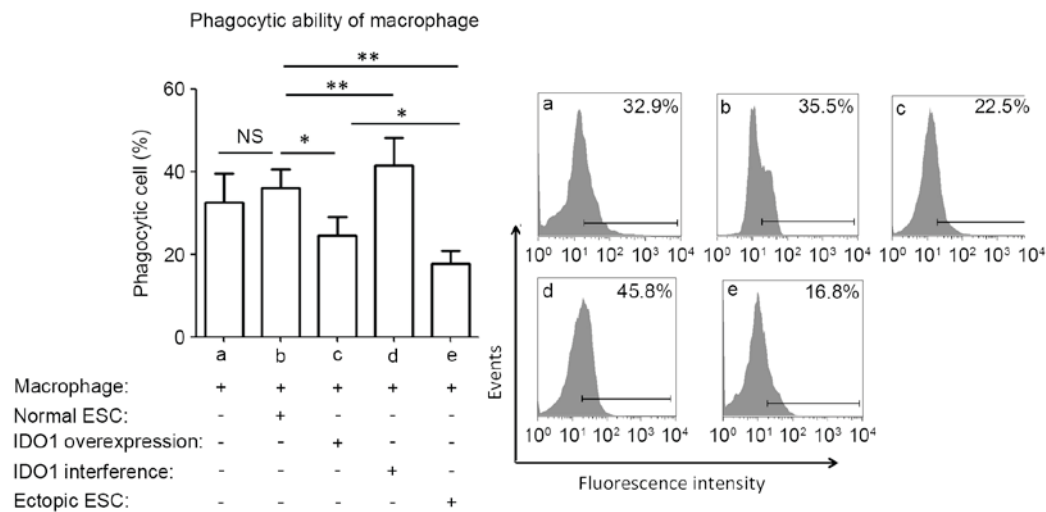 Phagocytic ability of macrophage
**
**
*
NS
*
60
40
20
0
Phagocytic cell (%)
a b c d e
Macrophage: + + + + +
Normal ESC: - + - - -
IDO1 overexpression: - - + - -
IDO1 interference: - - - + -
Ectopic ESC: - - - - +
a 32.9%
b 35.5%
c 22.5%
10⁰ 10¹ 10² 10³ 10⁴
10⁰ 10¹ 10² 10³ 10⁴
10⁰ 10¹ 10² 10³ 10⁴
d 45.8%
e 16.8%
10⁰ 10¹ 10² 10³ 10⁴
10⁰ 10¹ 10² 10³ 10⁴
Events
Fluorescence intensity